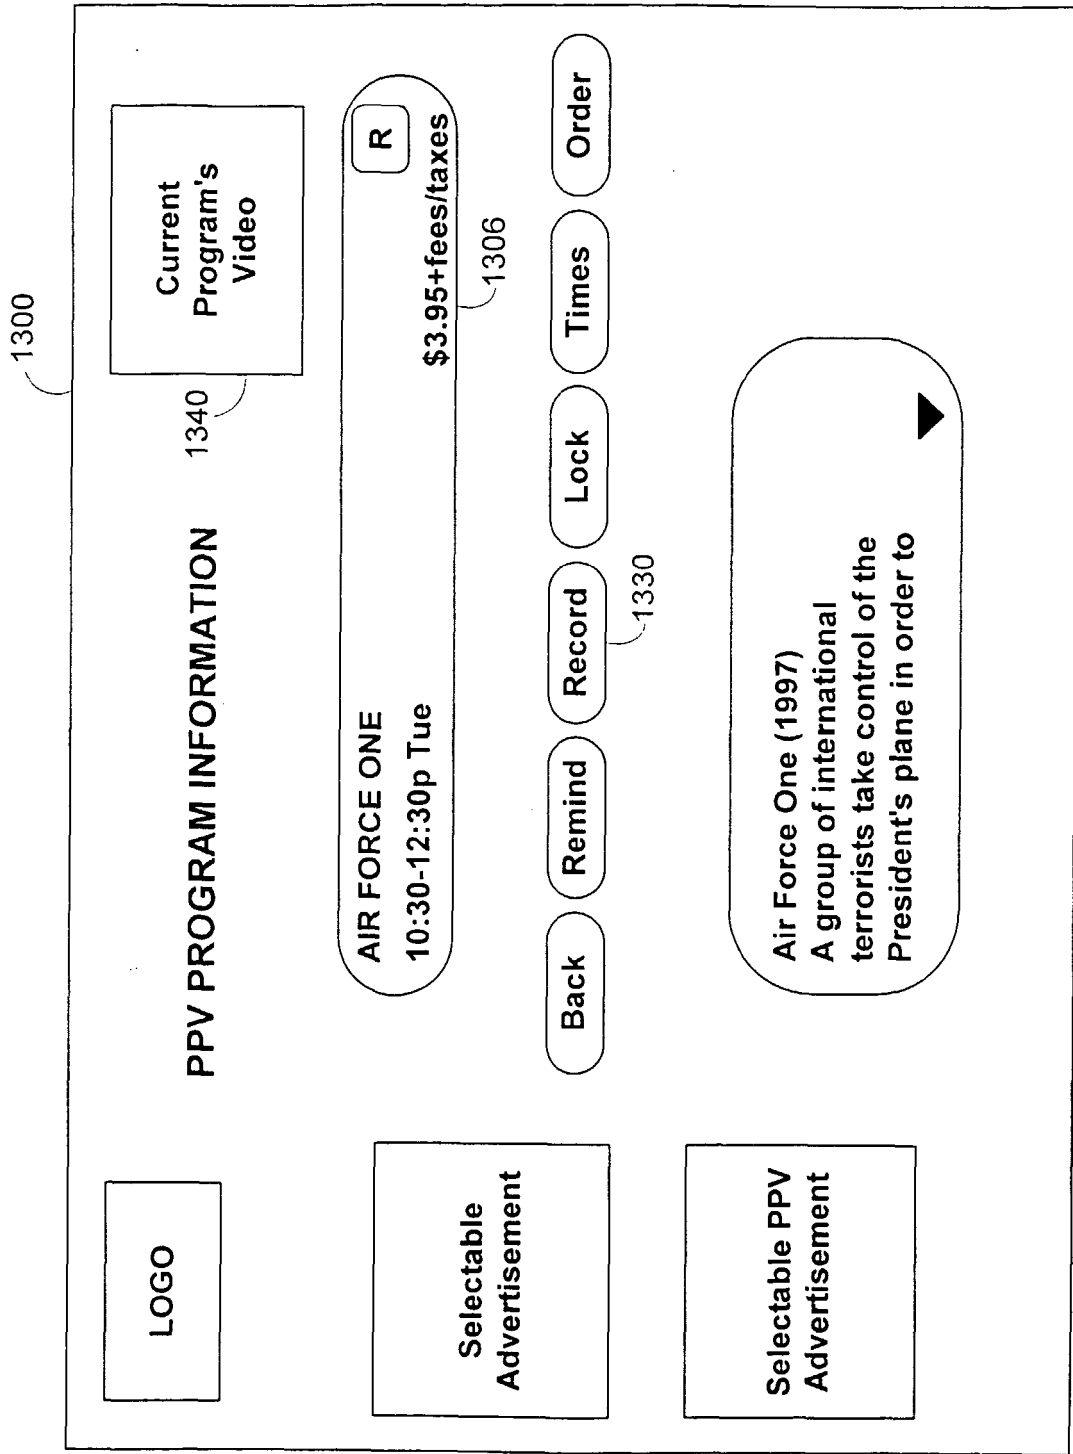 1300
LOGO
PPV PROGRAM INFORMATION
1340
Current
Program's
Video
AIR FORCE ONE
R
10:30-12:30p Tue
$3.95+fees/taxes
1306
Selectable
Advertisement
Back
Remind
Record
Lock
Times
Order
1330
Selectable PPV
Advertisement
Air Force One (1997)
A group of international
terrorists take control of the
President's plane in order to